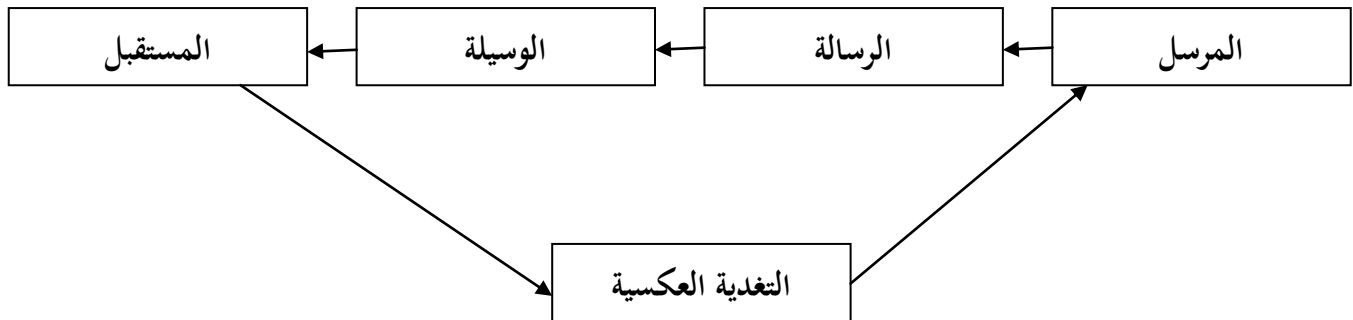 المرسل
الرسالة
الوسيلة
المستقبل
التغدية العكسية